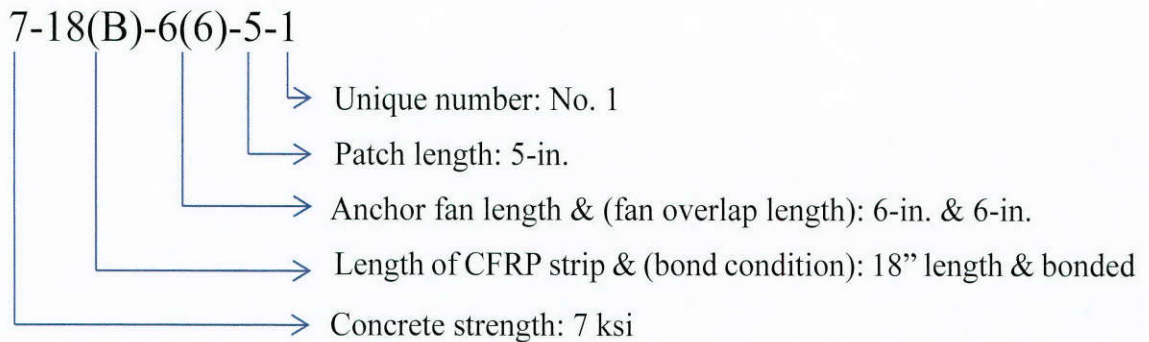 7-18(B)-6(6)-5-1
Unique number: No. 1
Patch length: 5-in.
Anchor fan length & (fan overlap length): 6-in. & 6-in.
Length of CFRP strip & (bond condition): 18” length & bonded
Concrete strength: 7 ksi